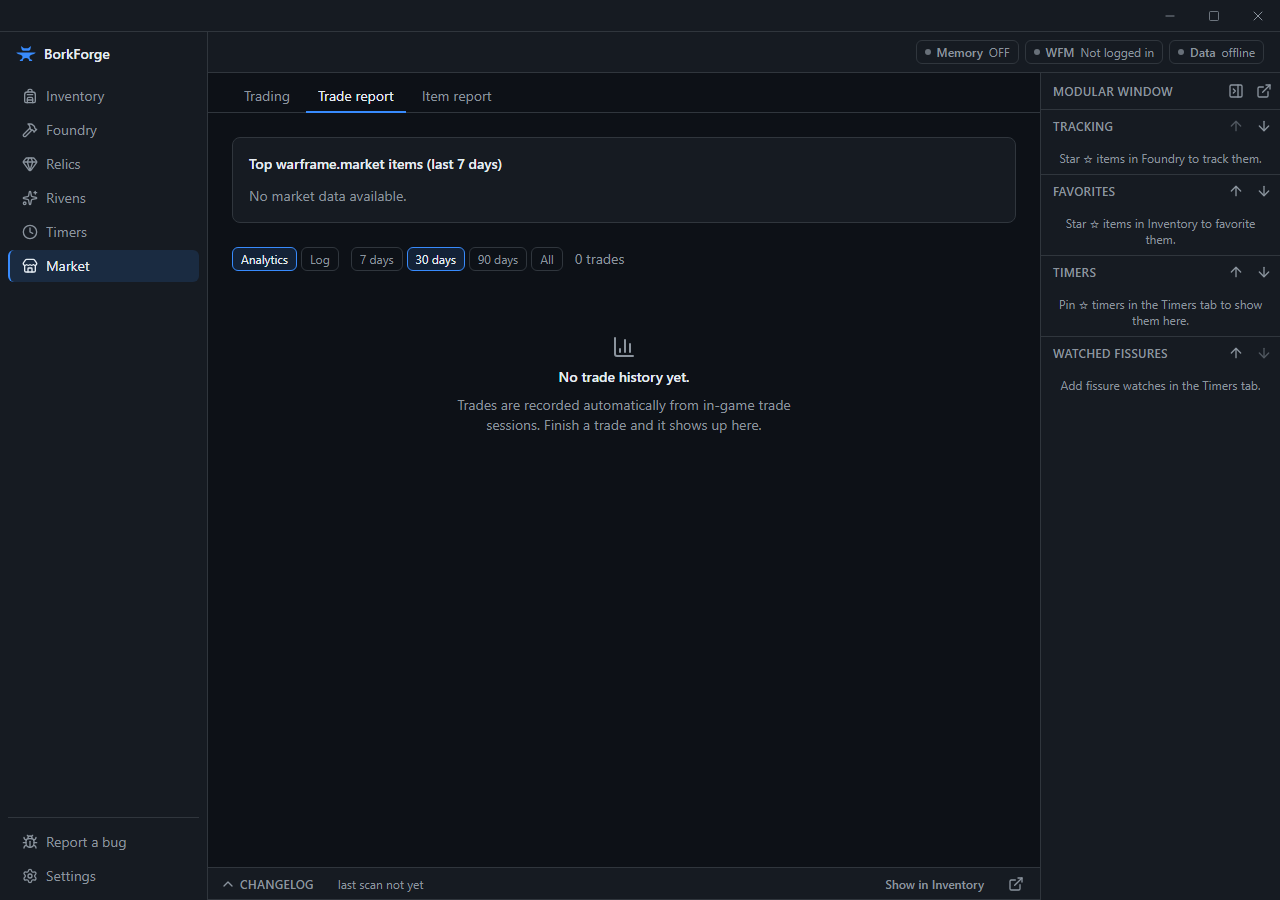 BorkForge
Memory OFF
WFM Not logged in
Data offline
Inventory
Foundry
Relics
Rivens
Timers
Market
Report a bug
Settings
Trading
Trade report
Item report
Top warframe.market items (last 7 days)
No market data available.
Analytics
Log
7 days
30 days
90 days
All
0 trades
No trade history yet.
Trades are recorded automatically from in-game trade
sessions. Finish a trade and it shows up here.
CHANGELOG
last scan not yet
Show in Inventory
MODULAR WINDOW
TRACKING
Star ☆ items in Foundry to track them.
FAVORITES
Star ☆ items in Inventory to favorite
them.
TIMERS
Pin ☆ timers in the Timers tab to show
them here.
WATCHED FISSURES
Add fissure watches in the Timers tab.